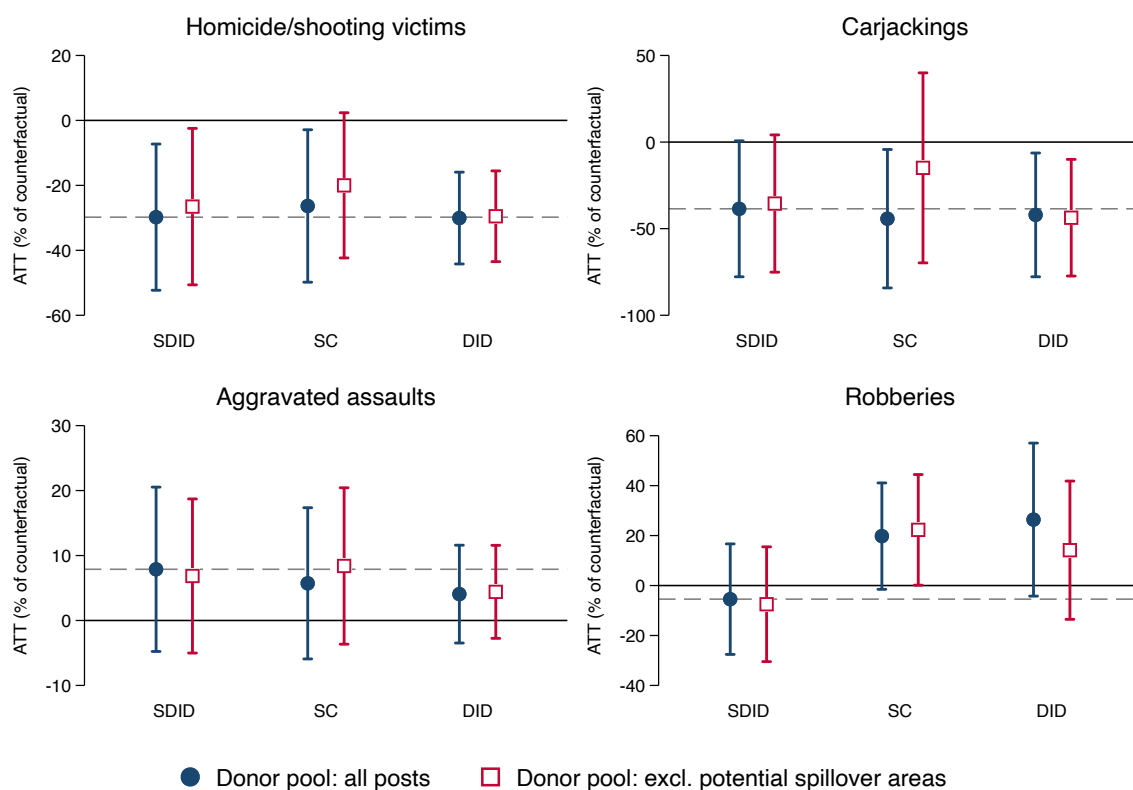 Homicide/shooting victims
ATT (% of counterfactual)
20
0
-20
-40
-60
SDID SC DID
Carjackings
ATT (% of counterfactual)
50
0
-50
-100
SDID SC DID
Aggravated assaults
ATT (% of counterfactual)
30
20
10
0
-10
SDID SC DID
Robberies
ATT (% of counterfactual)
60
40
20
0
-20
-40
SDID SC DID
Donor pool: all posts Donor pool: excl. potential spillover areas